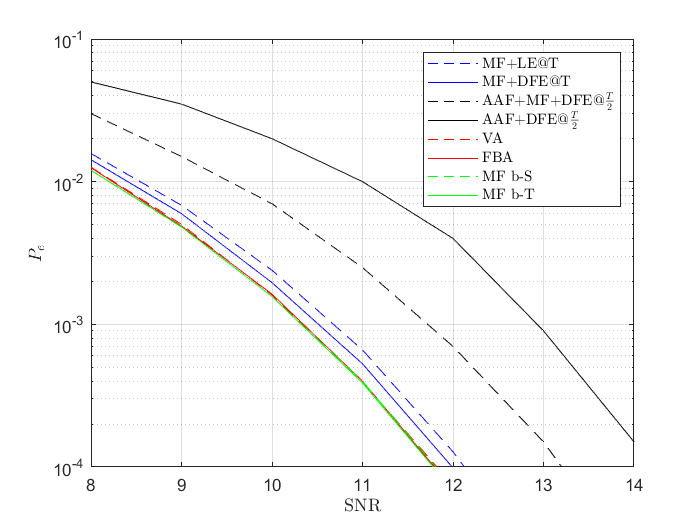 10^-1
10^-2
10^-3
10^-4
P_e
8 9 10 11 12 13 14
SNR
MF+LE@T
MF+DFE@T
AAF+MF+DFE@T/2
AAF+DFE@T/2
VA
FBA
MF b-S
MF b-T